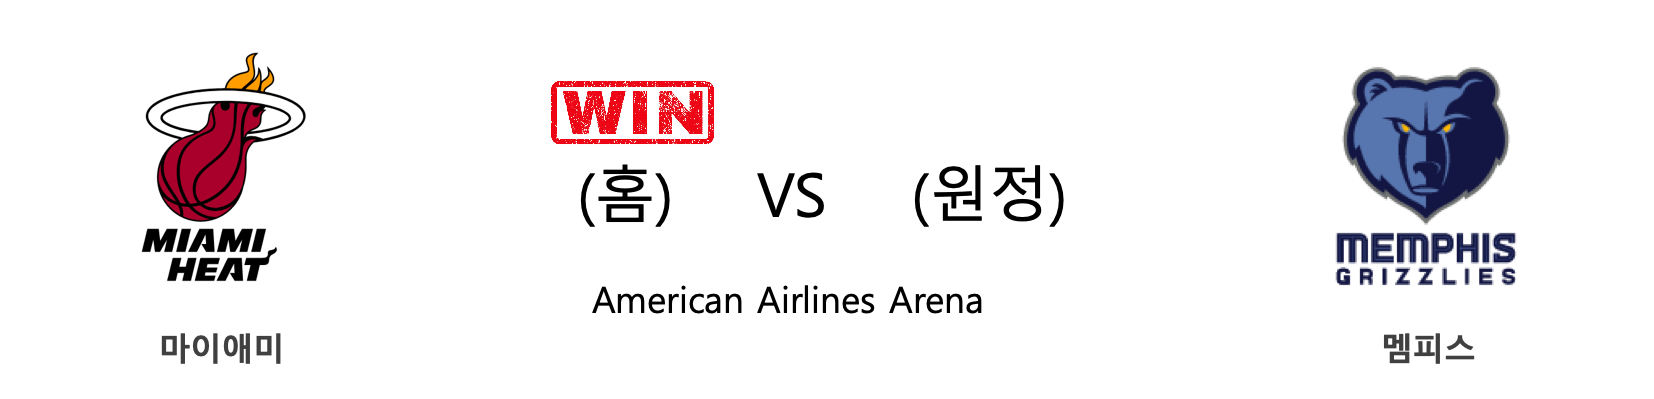 WIN
(홈) VS (원정)
MIAMI
HEAT
MEMPHIS
GRIZZLIES
American Airlines Arena
마이애미
멤피스